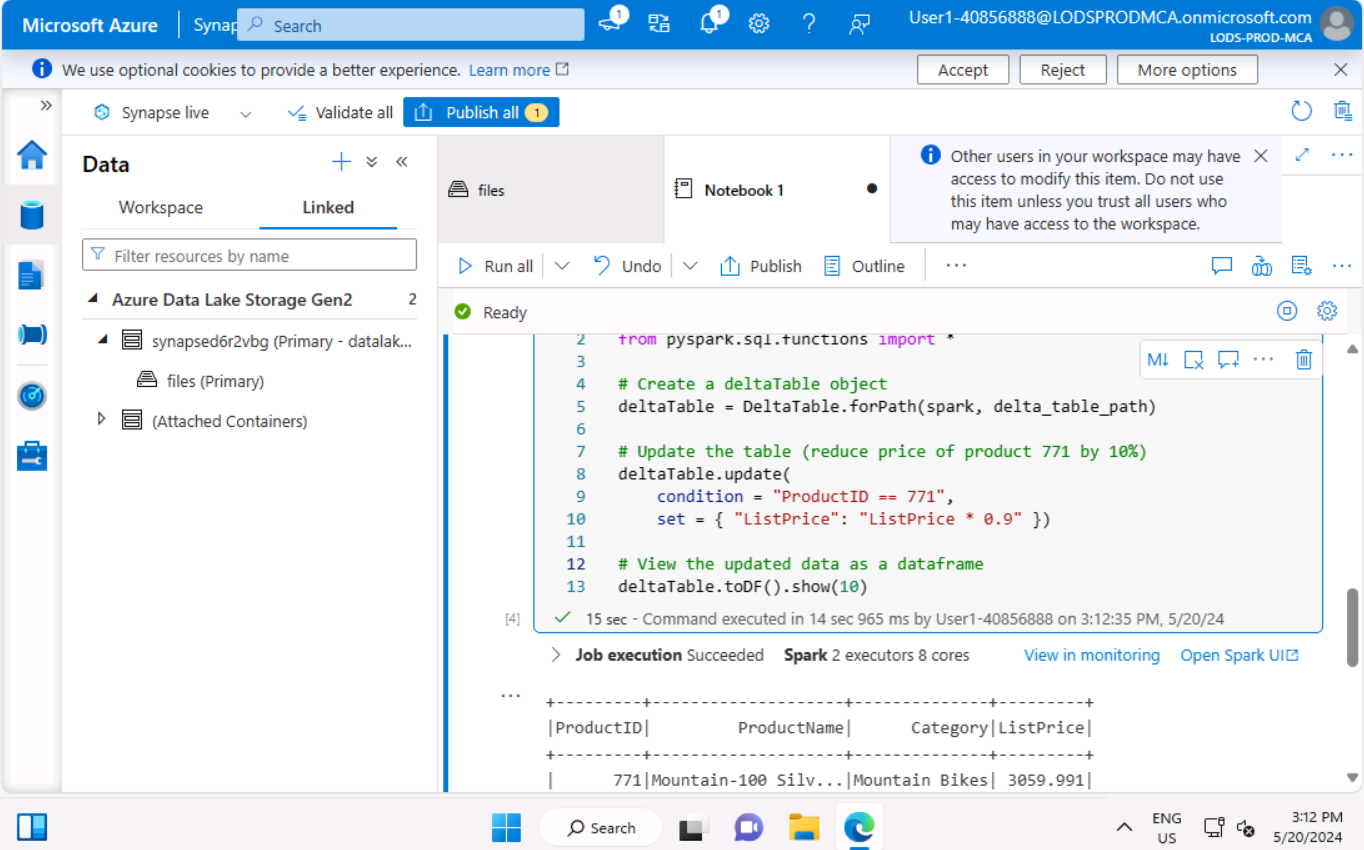 Microsoft Azure
Synap
Search
1
1
User1-40856888@LODSPRODMCA.onmicrosoft.com
LODS-PROD-MCA
We use optional cookies to provide a better experience. Learn more
Accept
Reject
More options
Synapse live
Validate all
Publish all 1
Data
Workspace
Linked
Filter resources by name
Azure Data Lake Storage Gen2 2
synapsed6r2vbg (Primary - datalak...
files (Primary)
(Attached Containers)
files
Notebook 1
Other users in your workspace may have
access to modify this item. Do not use
this item unless you trust all users who
may have access to the workspace.
Run all
Undo
Publish
Outline
...
Ready
2 from pyspark.sql.functions import *
3
4 # Create a deltaTable object
5 deltaTable = DeltaTable.forPath(spark, delta_table_path)
6
7 # Update the table (reduce price of product 771 by 10%)
8 deltaTable.update(
9 condition = "ProductID == 771",
10 set = { "ListPrice": "ListPrice * 0.9" })
11
12 # View the updated data as a dataframe
13 deltaTable.toDF().show(10)
M↓
[4] 15 sec - Command executed in 14 sec 965 ms by User1-40856888 on 3:12:35 PM, 5/20/24
Job execution Succeeded Spark 2 executors 8 cores View in monitoring Open Spark UI
...
+---------+--------------------+--------------+---------+
|ProductID| ProductName| Category|ListPrice|
+---------+--------------------+--------------+---------+
| 771|Mountain-100 Silv...|Mountain Bikes| 3059.991|
Search
ENG
US
3:12 PM
5/20/2024